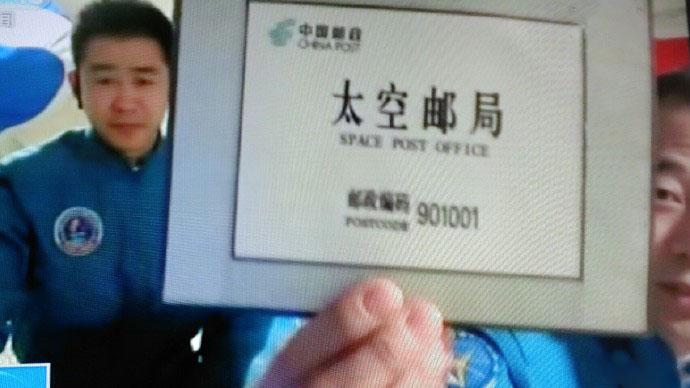 闻
中国邮政
CHINA POST
太空邮局
SPACE POST OFFICE
邮政编码
POSTCODE
901001